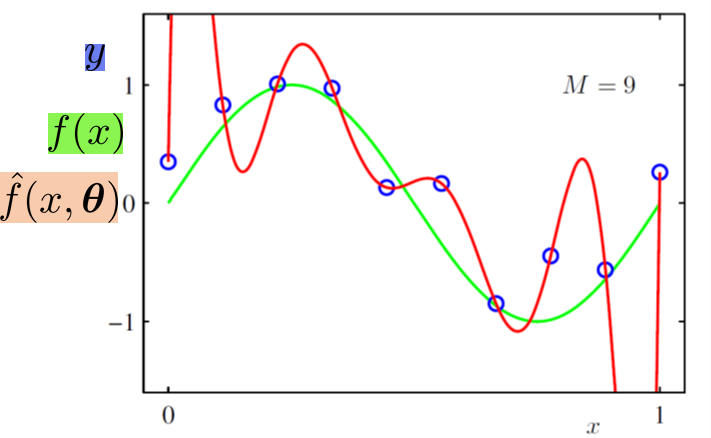 y
f(x)
f̂(x, θ)
1
0
−1
M = 9
0
1
x